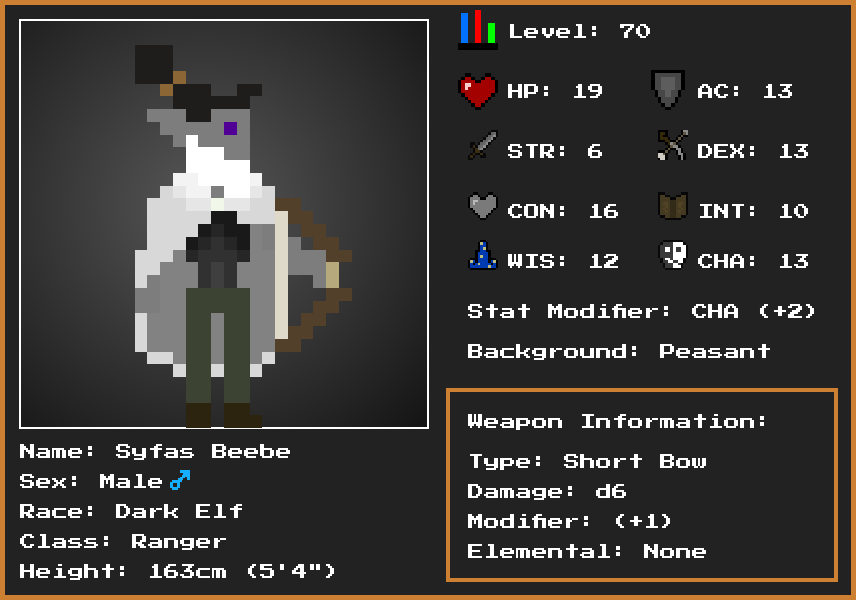 Level: 70
HP: 19 AC: 13
STR: 6 DEX: 13
CON: 16 INT: 10
WIS: 12 CHA: 13
Stat Modifier: CHA (+2)
Background: Peasant
Weapon Information:
Type: Short Bow
Damage: d6
Modifier: (+1)
Elemental: None
Name: Syfas Beebe
Sex: Male ♂
Race: Dark Elf
Class: Ranger
Height: 163cm (5'4")